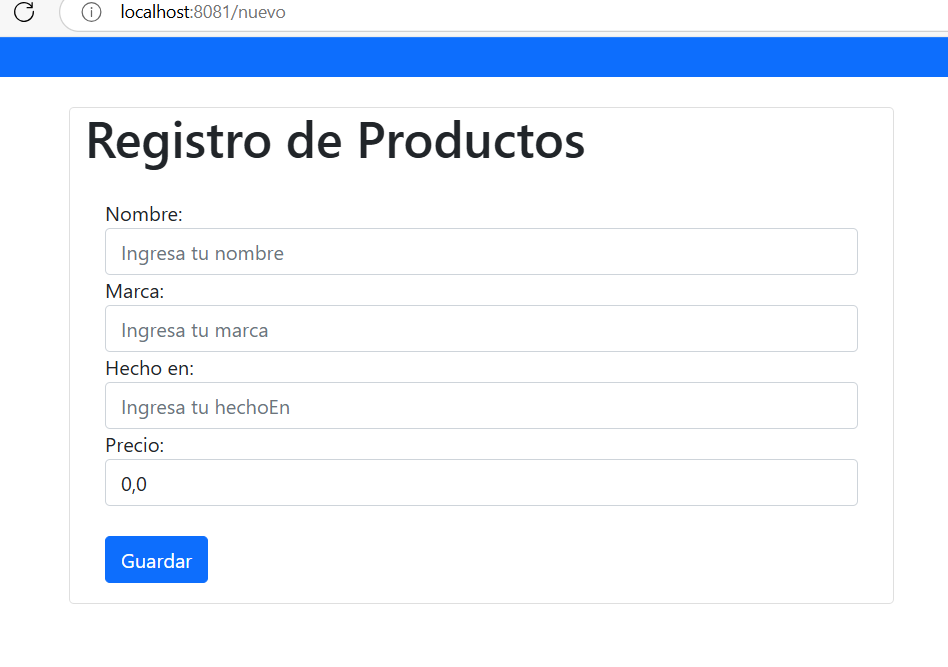 localhost:8081/nuevo
Registro de Productos
Nombre:
Ingresa tu nombre
Marca:
Ingresa tu marca
Hecho en:
Ingresa tu hechoEn
Precio:
0,0
Guardar